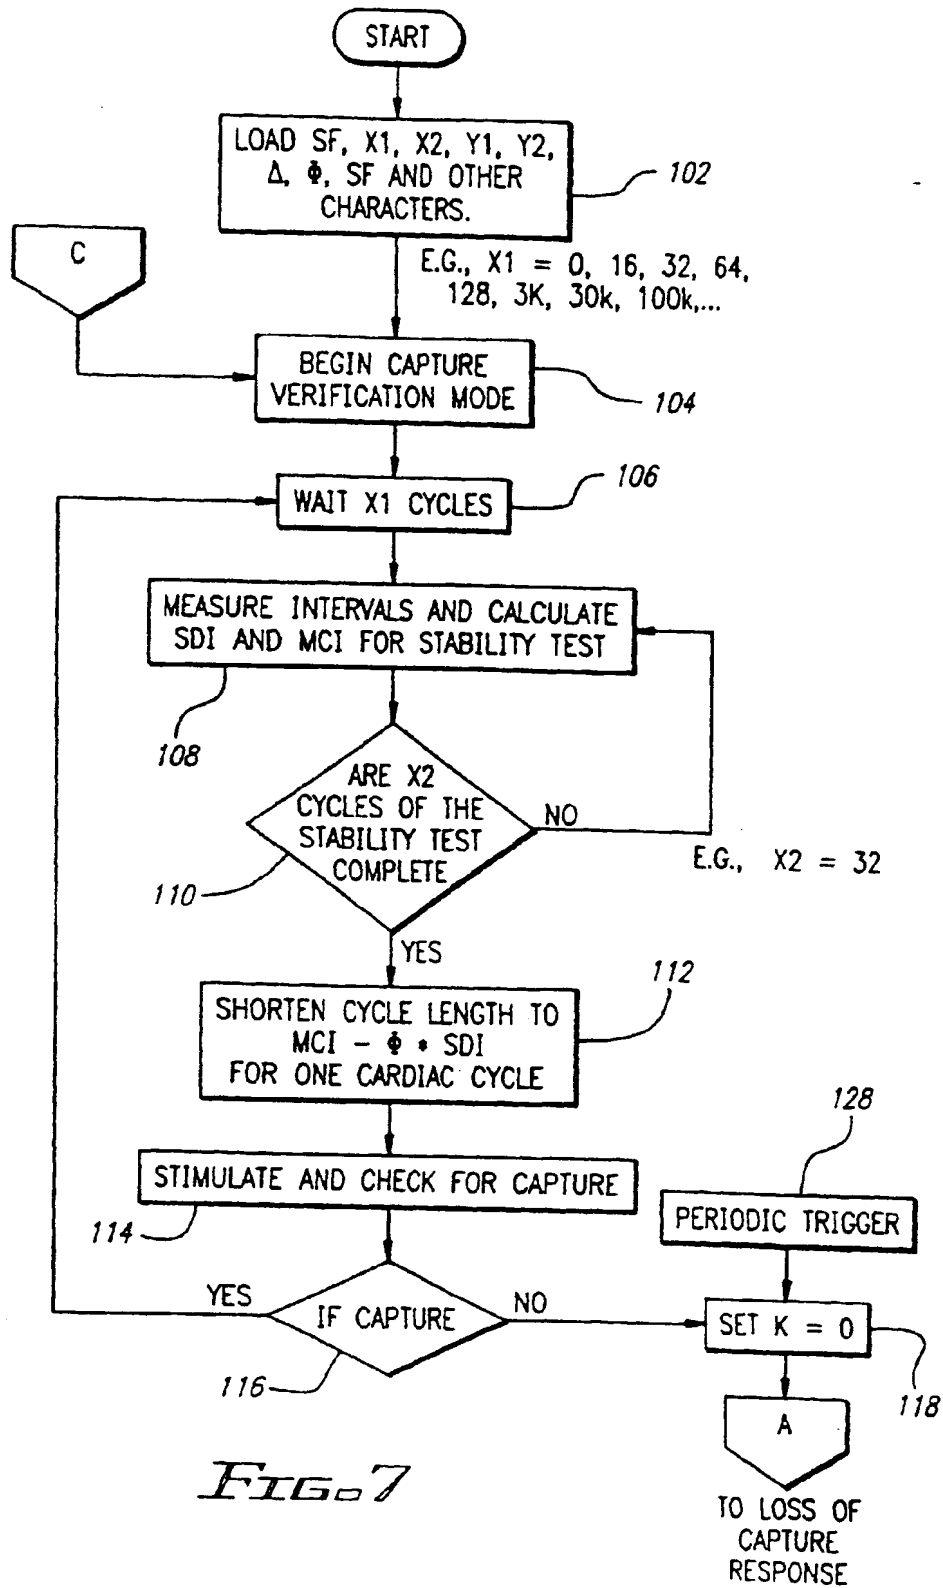 START
LOAD SF, X1, X2, Y1, Y2,
Δ, Φ, SF AND OTHER
CHARACTERS.
102
C
E.G., X1 = 0, 16, 32, 64,
128, 3K, 30k, 100k,...
BEGIN CAPTURE
VERIFICATION MODE
104
WAIT X1 CYCLES
106
MEASURE INTERVALS AND CALCULATE
SDI AND MCI FOR STABILITY TEST
108
ARE X2
CYCLES OF THE
STABILITY TEST
COMPLETE
NO
110
E.G., X2 = 32
YES
SHORTEN CYCLE LENGTH TO
MCI - Φ * SDI
FOR ONE CARDIAC CYCLE
112
STIMULATE AND CHECK FOR CAPTURE
114
128
PERIODIC TRIGGER
YES
IF CAPTURE
NO
SET K = 0
116
118
A
FIG. 7
TO LOSS OF
CAPTURE
RESPONSE